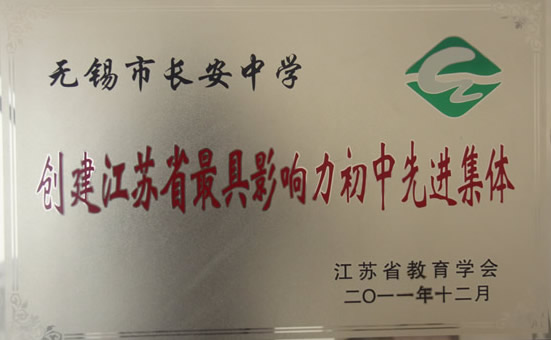 无锡市长安中学
创建江苏省最具影响力初中先进集体
江苏省教育学会
二〇一一年十二月